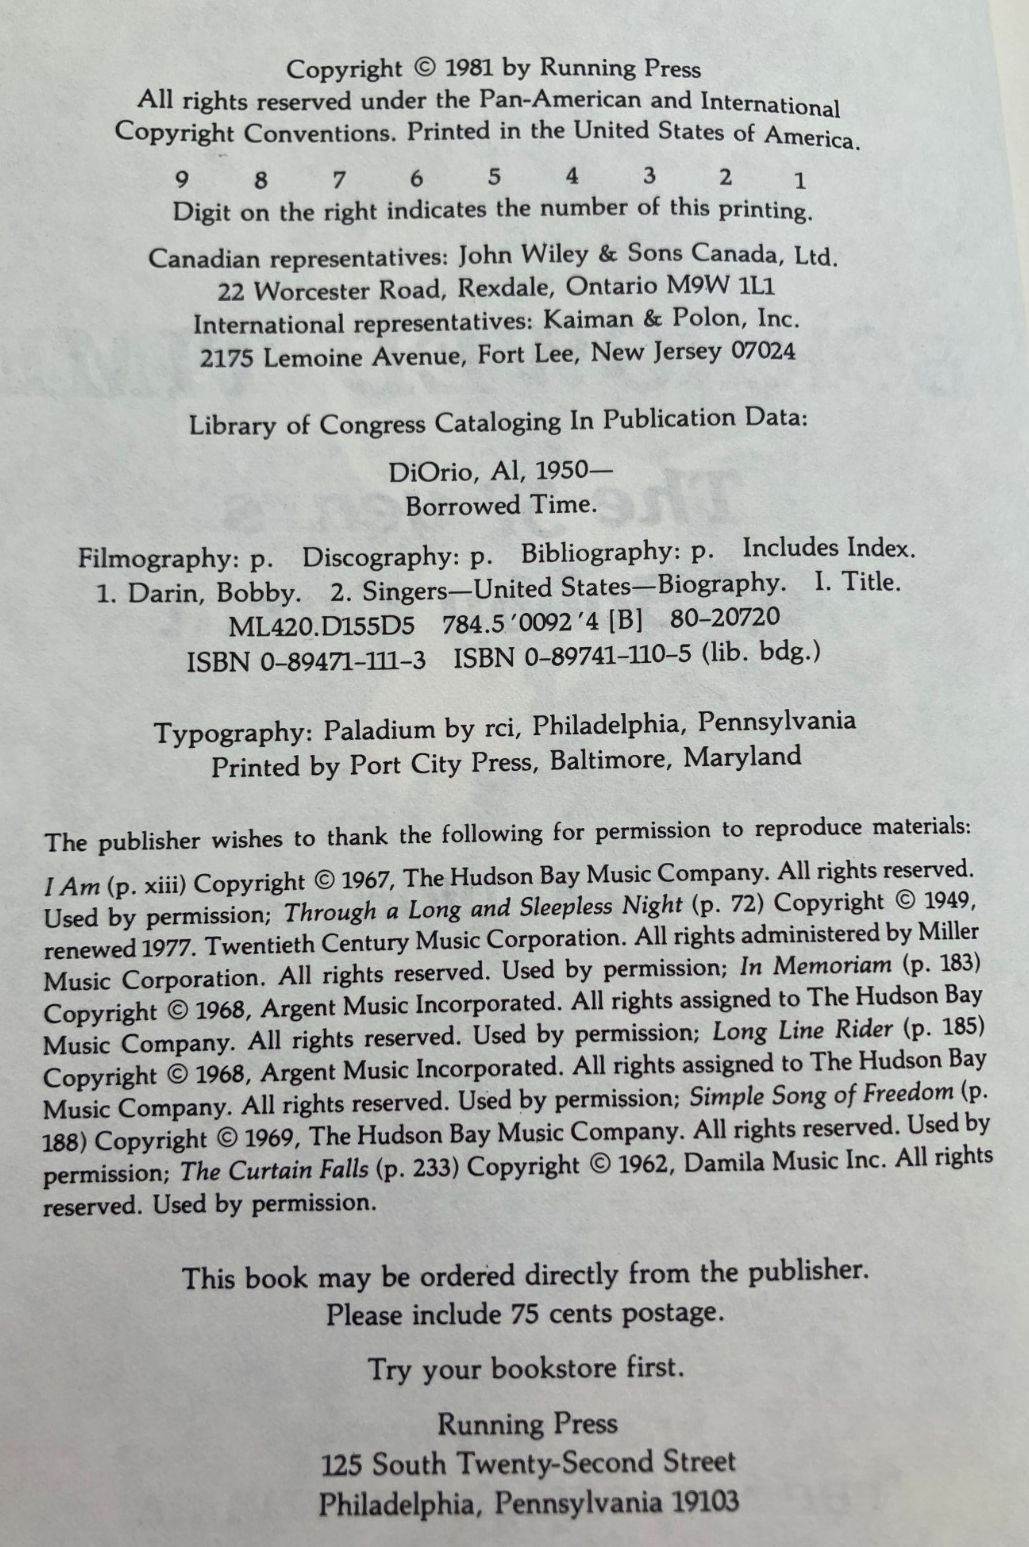 Copyright © 1981 by Running Press
All rights reserved under the Pan-American and International
Copyright Conventions. Printed in the United States of America.
9 8 7 6 5 4 3 2 1
Digit on the right indicates the number of this printing.
Canadian representatives: John Wiley & Sons Canada, Ltd.
22 Worcester Road, Rexdale, Ontario M9W 1L1
International representatives: Kaiman & Polon, Inc.
2175 Lemoine Avenue, Fort Lee, New Jersey 07024
Library of Congress Cataloging In Publication Data:
DiOrio, Al, 1950—
Borrowed Time.
Filmography: p. Discography: p. Bibliography: p. Includes Index.
1. Darin, Bobby. 2. Singers—United States—Biography. I. Title.
ML420.D155D5 784.5′0092′4 [B] 80–20720
ISBN 0–89471–111–3 ISBN 0–89741–110–5 (lib. bdg.)
Typography: Paladium by rci, Philadelphia, Pennsylvania
Printed by Port City Press, Baltimore, Maryland
The publisher wishes to thank the following for permission to reproduce materials:
I Am (p. xiii) Copyright © 1967, The Hudson Bay Music Company. All rights reserved.
Used by permission; Through a Long and Sleepless Night (p. 72) Copyright © 1949,
renewed 1977. Twentieth Century Music Corporation. All rights administered by Miller
Music Corporation. All rights reserved. Used by permission; In Memoriam (p. 183)
Copyright © 1968, Argent Music Incorporated. All rights assigned to The Hudson Bay
Music Company. All rights reserved. Used by permission; Long Line Rider (p. 185)
Copyright © 1968, Argent Music Incorporated. All rights assigned to The Hudson Bay
Music Company. All rights reserved. Used by permission; Simple Song of Freedom (p.
188) Copyright © 1969, The Hudson Bay Music Company. All rights reserved. Used by
permission; The Curtain Falls (p. 233) Copyright © 1962, Damila Music Inc. All rights
reserved. Used by permission.
This book may be ordered directly from the publisher.
Please include 75 cents postage.
Try your bookstore first.
Running Press
125 South Twenty-Second Street
Philadelphia, Pennsylvania 19103